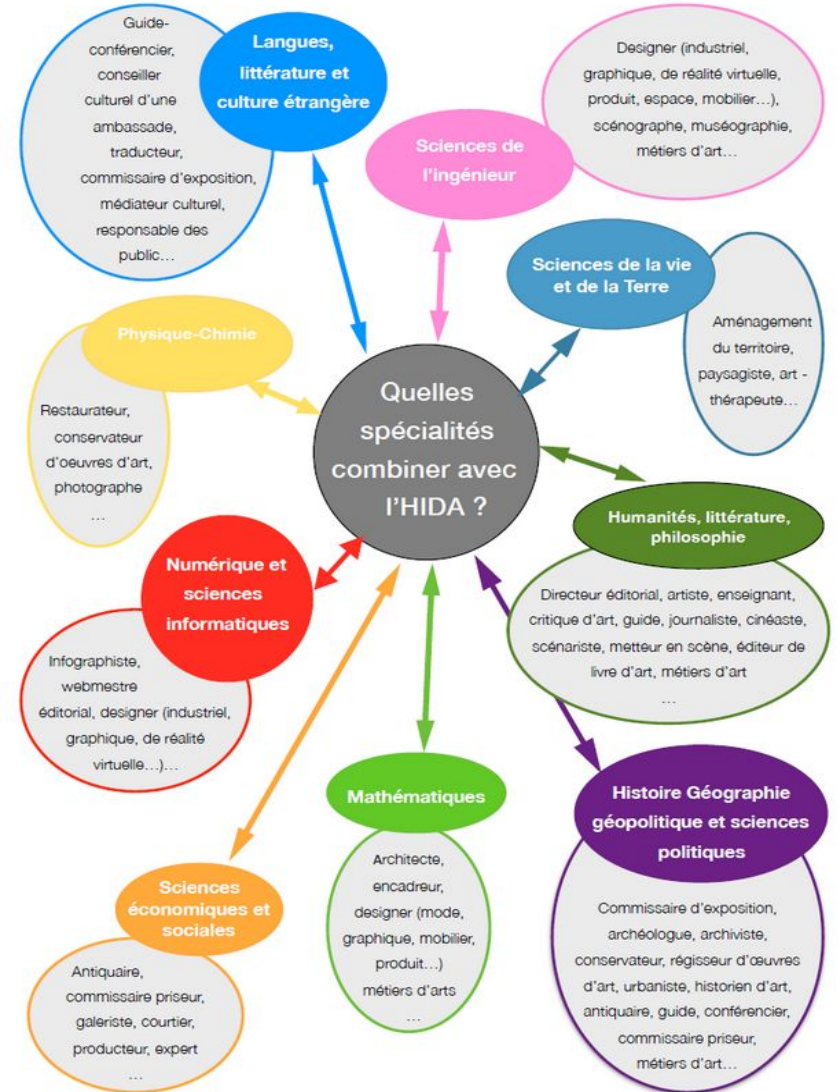 Guide-
conférencier,
conseiller
culturel d'une
ambassade,
traducteur,
commissaire d'exposition,
médiateur culturel,
responsable des
public...
Langues,
littérature et
culture étrangère
Sciences de
l'ingénieur
Designer (industriel,
graphique, de réalité virtuelle,
produit, espace, mobilier...),
scénographe, muséographie,
métiers d'art...
Sciences de la vie
et de la Terre
Aménagement
du territoire,
paysagiste, art -
thérapeute...
Physique-Chimie
Restaurateur,
conservateur
d'oeuvres d'art,
photographe
...
Quelles
spécialités
combiner avec
l'HIDA ?
Humanités, littérature,
philosophie
Directeur éditorial, artiste, enseignant,
critique d'art, guide, journaliste, cinéaste,
scénariste, metteur en scène, éditeur de
livre d'art, métiers d'art
...
Numérique et
sciences
informatiques
Infographiste,
webmestre
éditorial, designer (industriel,
graphique, de réalité
virtuelle...)...
Mathématiques
Architecte,
encadreur,
designer (mode,
graphique, mobilier,
produit...)
métiers d'arts
...
Histoire Géographie
géopolitique et sciences
politiques
Commissaire d'exposition,
archéologue, archiviste,
conservateur, régisseur d'œuvres
d'art, urbaniste, historien d'art,
antiquaire, guide, conférencier,
commissaire priseur,
métiers d'art...
Sciences
économiques et
sociales
Antiquaire,
commissaire priseur,
galeriste, courtier,
producteur, expert
...